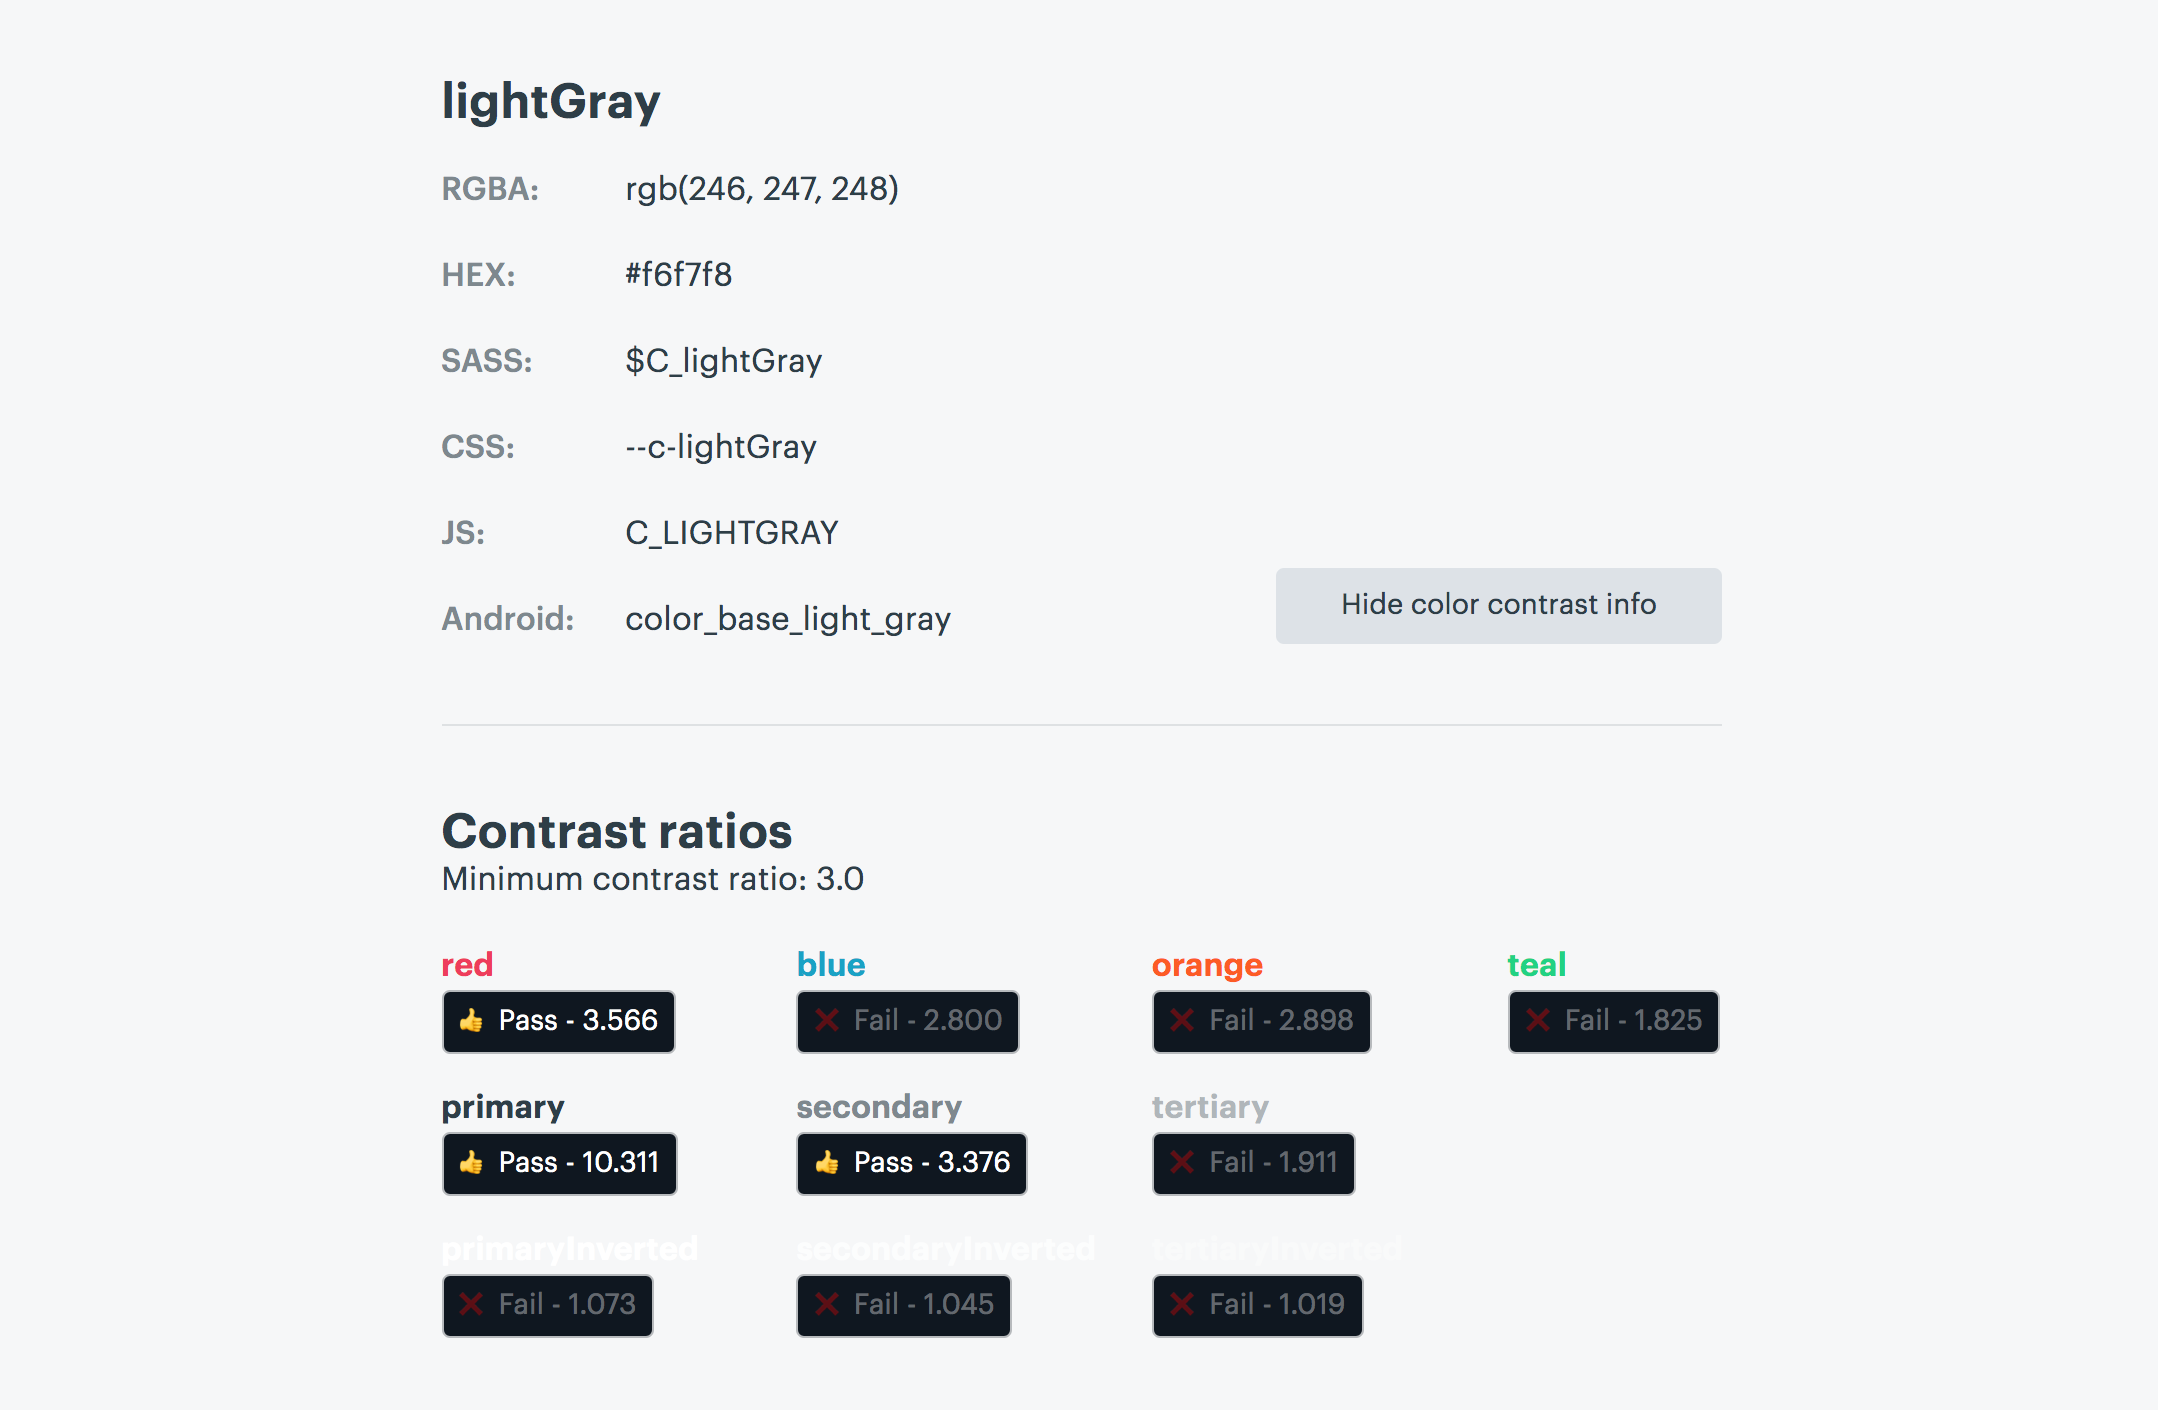 lightGray
RGBA: rgb(246, 247, 248)
HEX: #f6f7f8
SASS: $C_lightGray
CSS: --c-lightGray
JS: C_LIGHTGRAY
Android: color_base_light_gray
Hide color contrast info
Contrast ratios
Minimum contrast ratio: 3.0
red blue orange teal
Pass - 3.566 Fail - 2.800 Fail - 2.898 Fail - 1.825
primary secondary tertiary
Pass - 10.311 Pass - 3.376 Fail - 1.911
primaryInverted secondaryInverted tertiaryInverted
Fail - 1.073 Fail - 1.045 Fail - 1.019